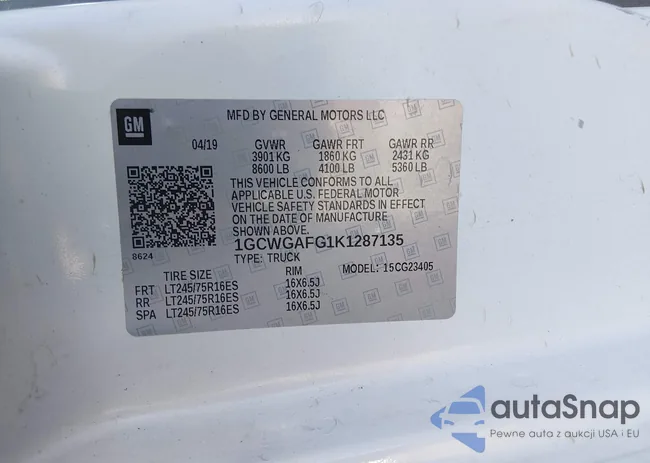 GM
MFD BY GENERAL MOTORS LLC
04/19 GVWR GAWR FRT GAWR RR
3901 KG 1860 KG 2431 KG
8600 LB 4100 LB 5360 LB
THIS VEHICLE CONFORMS TO ALL
APPLICABLE U.S. FEDERAL MOTOR
VEHICLE SAFETY STANDARDS IN EFFECT
ON THE DATE OF MANUFACTURE
SHOWN ABOVE.
8624 1GCWGAFG1K1287135
TYPE: TRUCK MODEL: 15CG23405
TIRE SIZE RIM
FRT LT245/75R16ES 16X6.5J
RR LT245/75R16ES 16X6.5J
SPA LT245/75R16ES 16X6.5J
autaSnap
Pewne auta z aukcji USA i EU